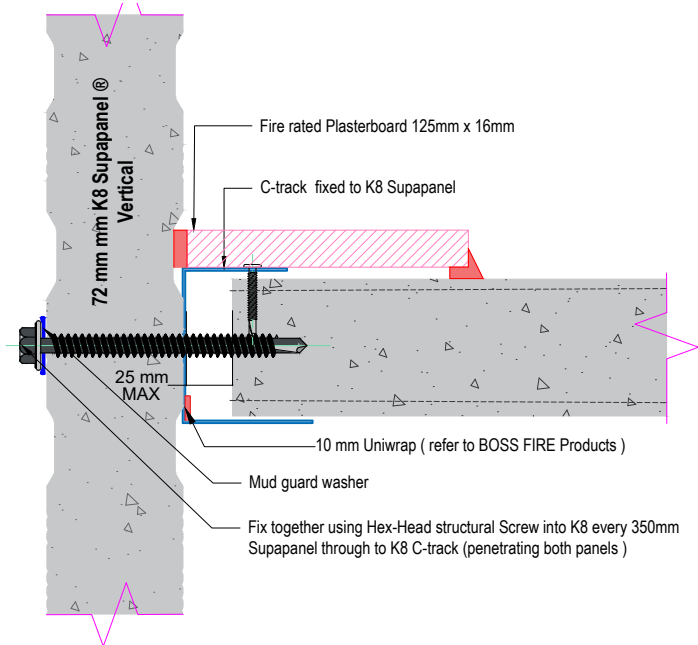 72 mm mm K8 Supapanel ®
Vertical
Fire rated Plasterboard 125mm x 16mm
C-track fixed to K8 Supapanel
25 mm
MAX
10 mm Uniwrap ( refer to BOSS FIRE Products )
Mud guard washer
Fix together using Hex-Head structural Screw into K8 every 350mm
Supapanel through to K8 C-track (penetrating both panels )